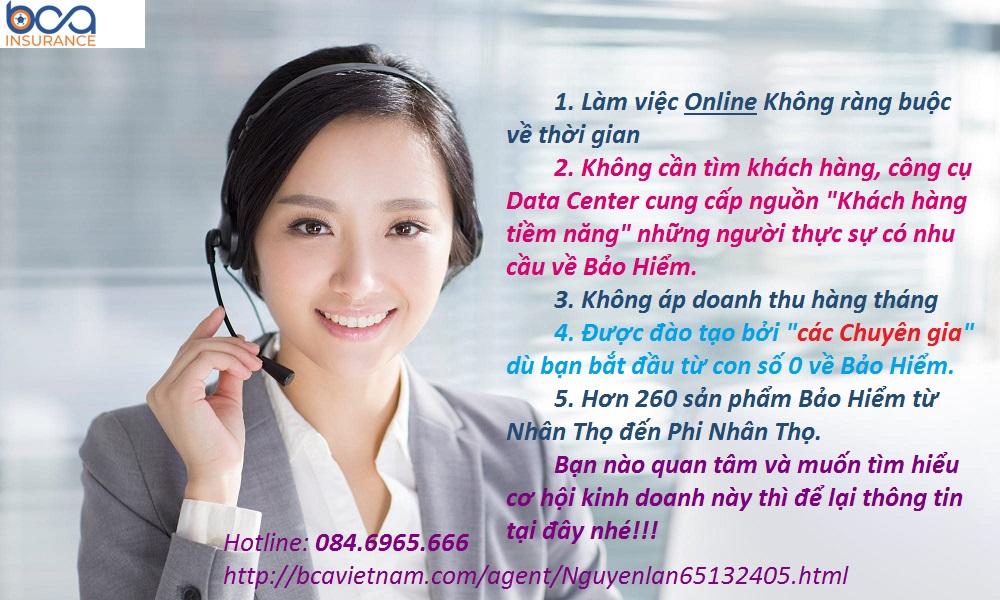 bca
INSURANCE
1. Làm việc Online Không ràng buộc
về thời gian
2. Không cần tìm khách hàng, công cụ
Data Center cung cấp nguồn "Khách hàng
tiềm năng" những người thực sự có nhu
cầu về Bảo Hiểm.
3. Không áp doanh thu hàng tháng
4. Được đào tạo bởi "các Chuyên gia"
dù bạn bắt đầu từ con số 0 về Bảo Hiểm.
5. Hơn 260 sản phẩm Bảo Hiểm từ
Nhân Thọ đến Phi Nhân Thọ.
Bạn nào quan tâm và muốn tìm hiểu
cơ hội kinh doanh này thì để lại thông tin
tại đây nhé!!!
Hotline: 084.6965.666
http://bcavietnam.com/agent/Nguyenlan65132405.html